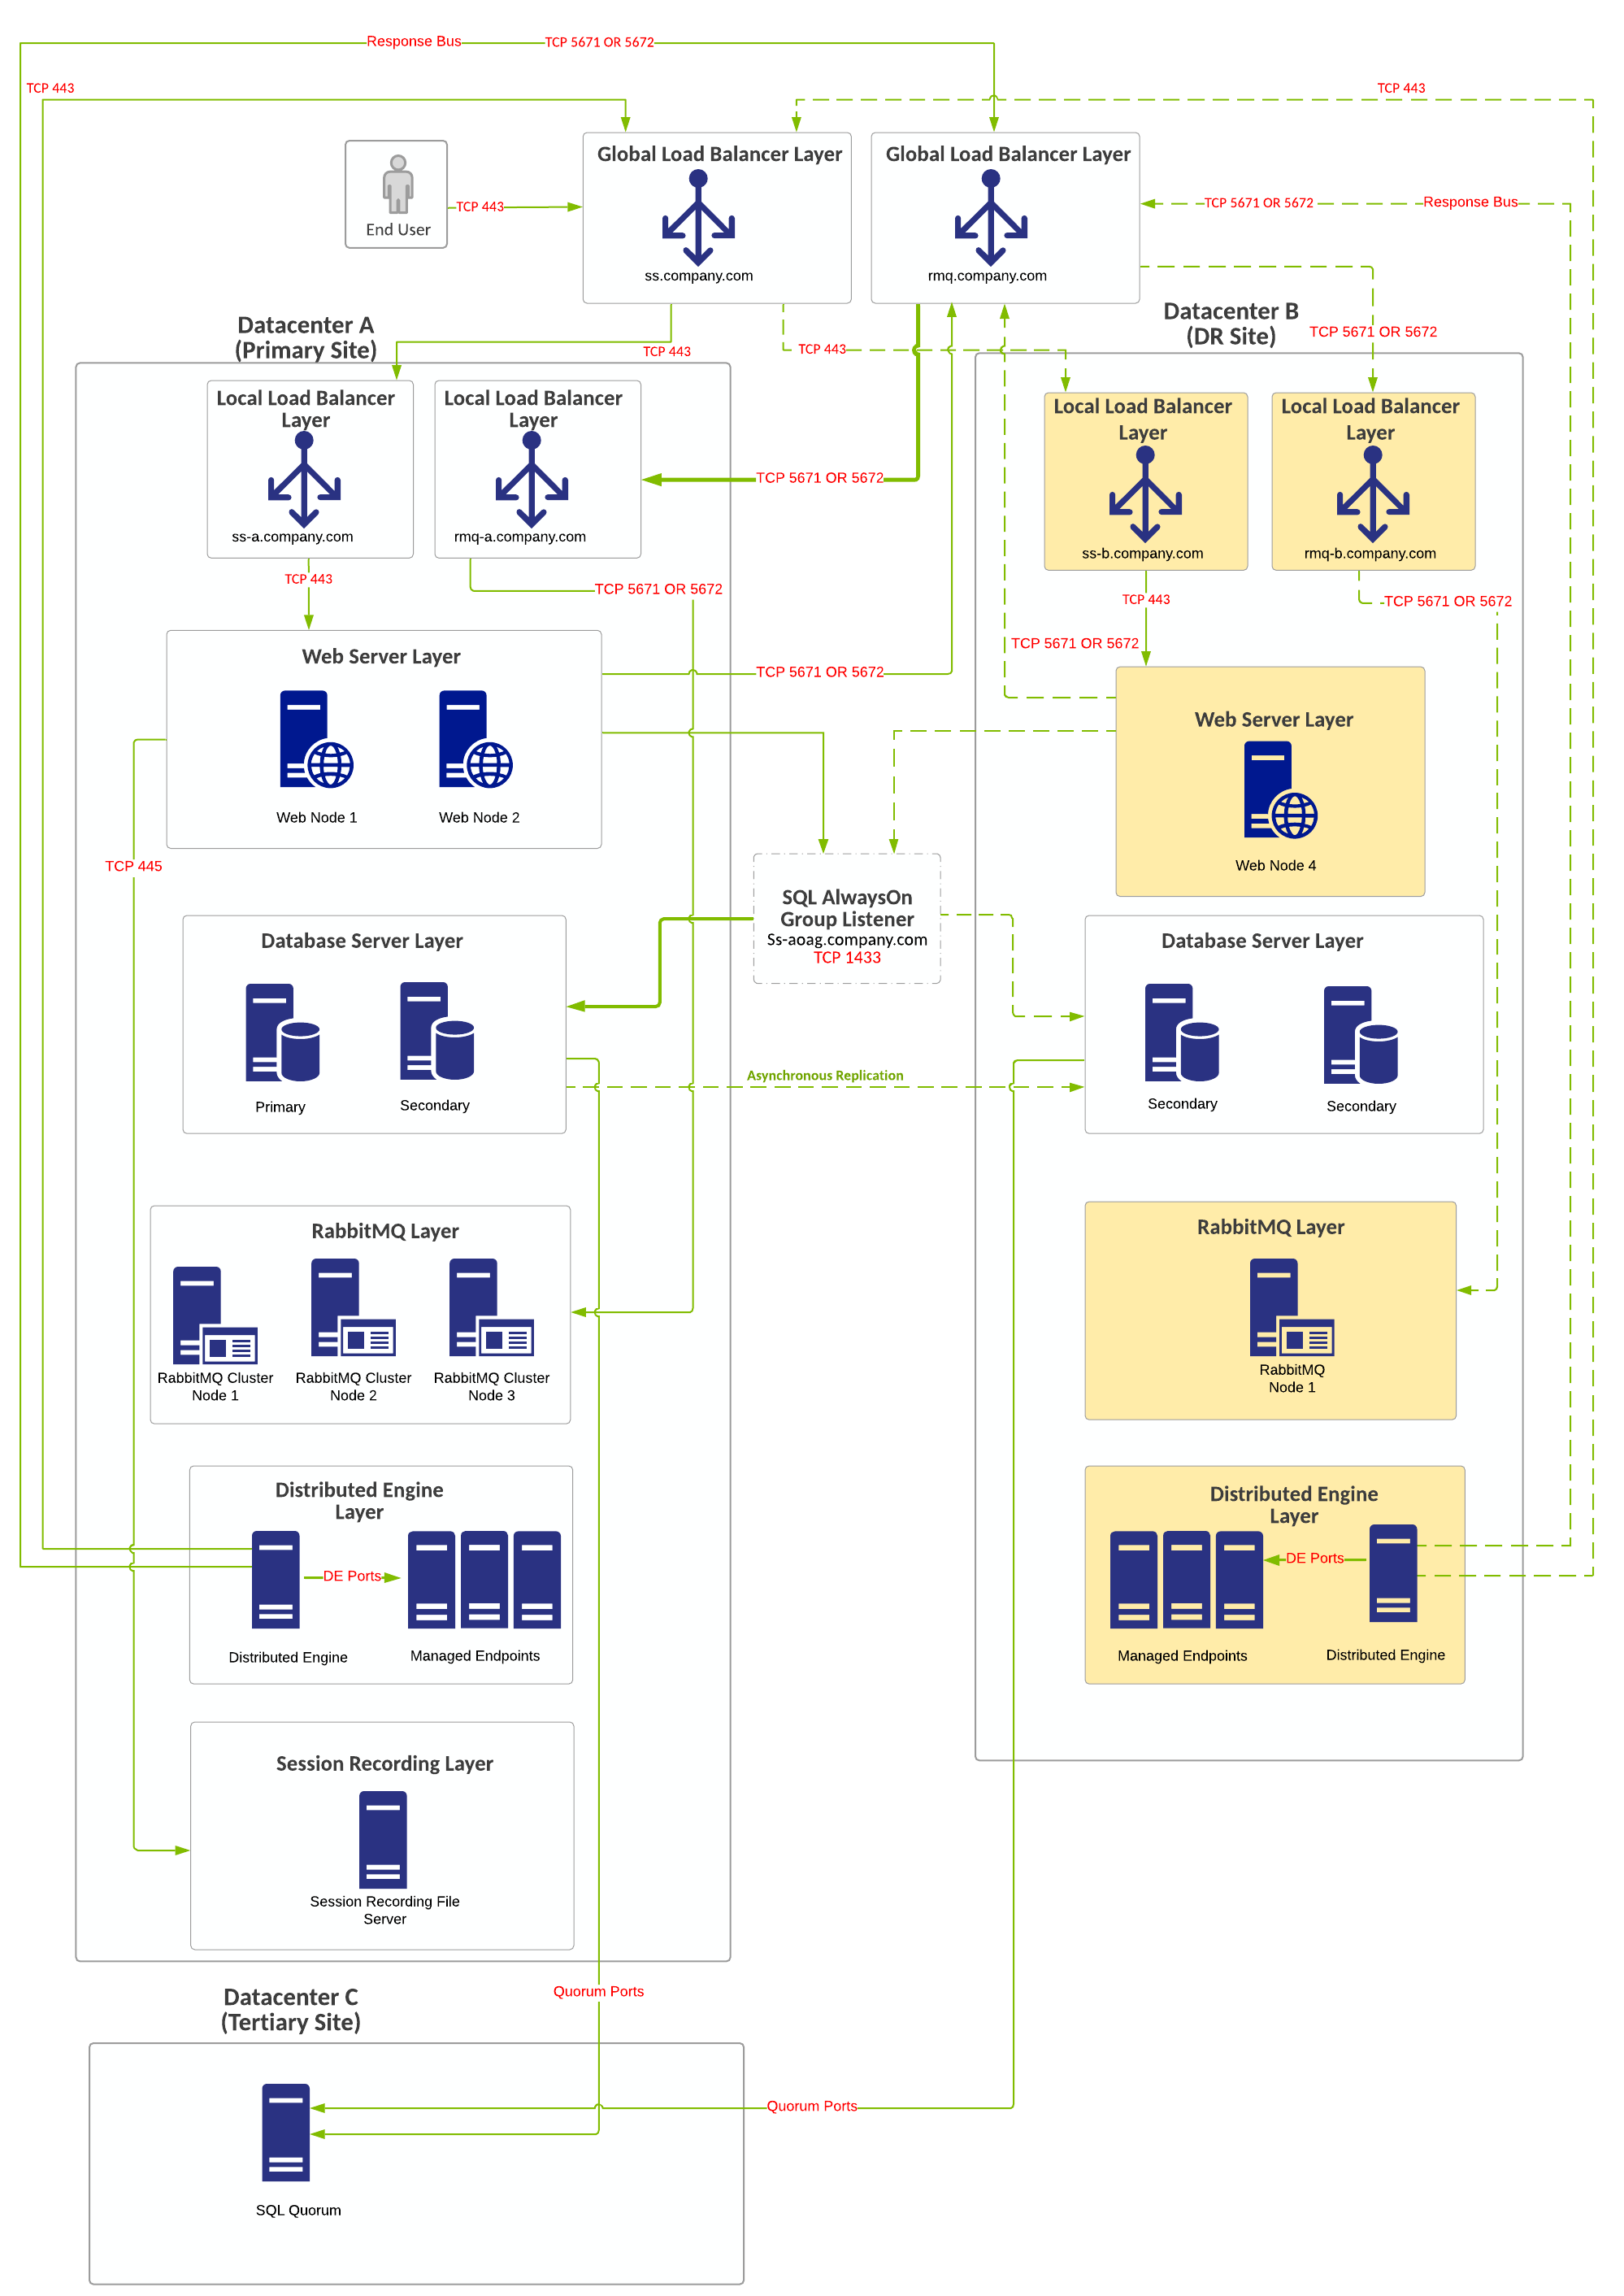 Response Bus
TCP 5671 OR 5672
TCP 443
TCP 443
End User
TCP 443
Global Load Balancer Layer
ss.company.com
Global Load Balancer Layer
rmq.company.com
TCP 5671 OR 5672
Response Bus
Datacenter A
(Primary Site)
TCP 443
TCP 443
Datacenter B
(DR Site)
TCP 5671 OR 5672
Local Load Balancer
Layer
ss-a.company.com
Local Load Balancer
Layer
rmq-a.company.com
TCP 5671 OR 5672
Local Load Balancer
Layer
ss-b.company.com
Local Load Balancer
Layer
rmq-b.company.com
TCP 443
TCP 5671 OR 5672
TCP 443
TCP 5671 OR 5672
TCP 5671 OR 5672
Web Server Layer
Web Node 1
Web Node 2
TCP 5671 OR 5672
Web Server Layer
Web Node 4
TCP 445
SQL AlwaysOn
Group Listener
Ss-aoag.company.com
TCP 1433
Database Server Layer
Primary
Secondary
Asynchronous Replication
Database Server Layer
Secondary
Secondary
RabbitMQ Layer
RabbitMQ Cluster
Node 1
RabbitMQ Cluster
Node 2
RabbitMQ Cluster
Node 3
RabbitMQ Layer
RabbitMQ
Node 1
Distributed Engine
Layer
DE Ports
Distributed Engine
Managed Endpoints
Distributed Engine
Layer
DE Ports
Managed Endpoints
Distributed Engine
Session Recording Layer
Session Recording File
Server
Quorum Ports
Datacenter C
(Tertiary Site)
Quorum Ports
SQL Quorum